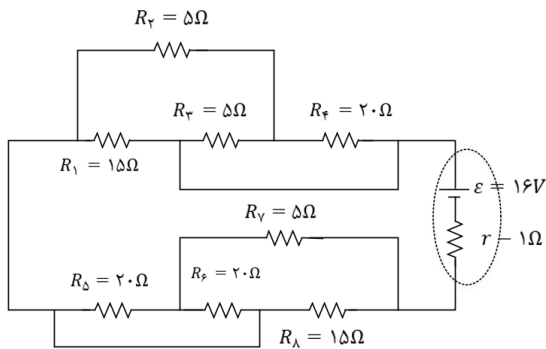 R₂ = ۵Ω
R₃ = ۵Ω
R₄ = ۲۰Ω
R₁ = ۱۵Ω
ε = ۱۶V
R₇ = ۵Ω
r – ۱Ω
R₅ = ۲۰Ω
R₆ = ۲۰Ω
R₈ = ۱۵Ω